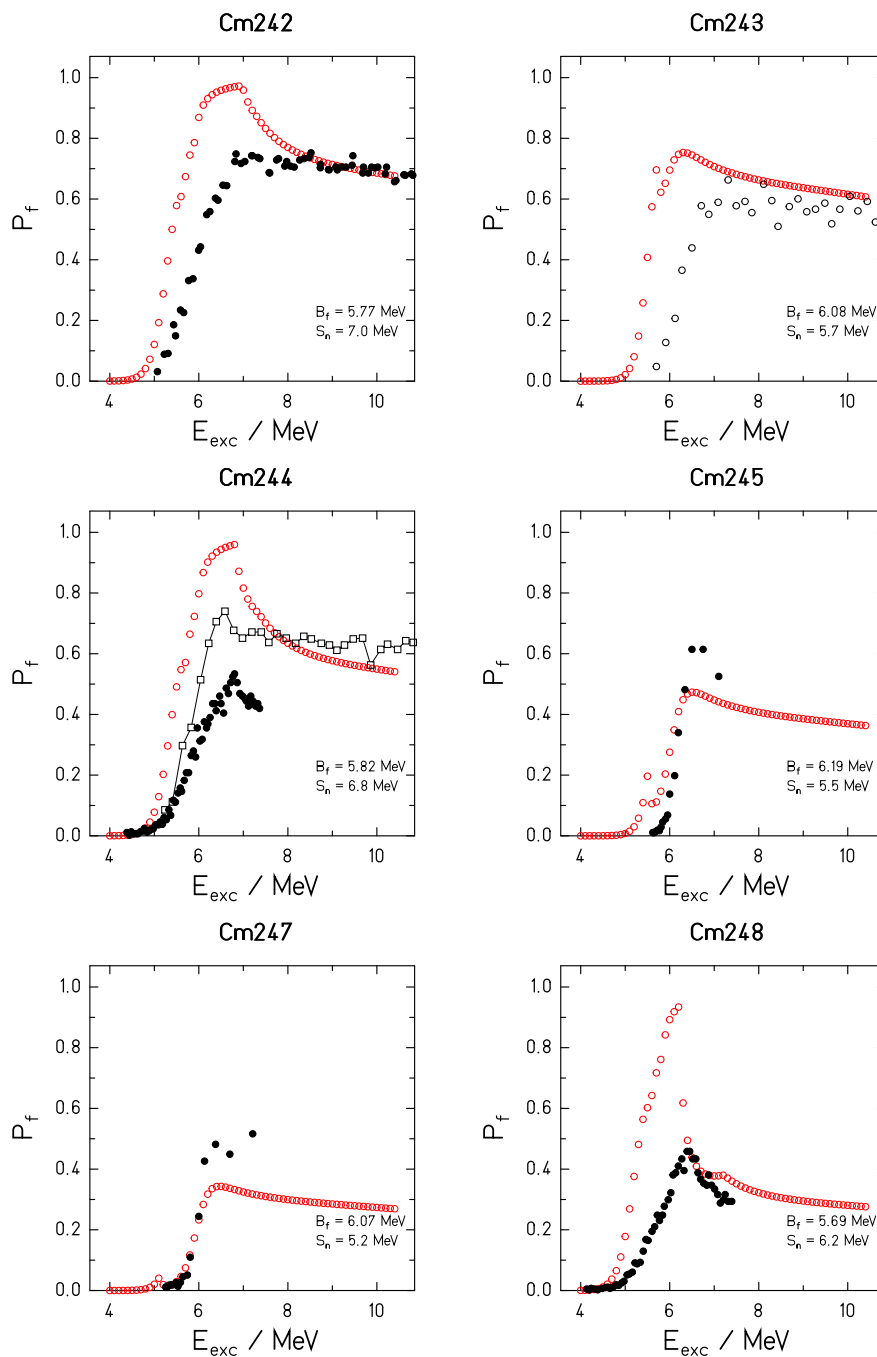 Cm242
1.0
0.8
0.6
0.4
0.2
0.0
P_f
B_f = 5.77 MeV
S_n = 7.0 MeV
4 6 8 10
E_exc / MeV
Cm243
1.0
0.8
0.6
0.4
0.2
0.0
P_f
B_f = 6.08 MeV
S_n = 5.7 MeV
4 6 8 10
E_exc / MeV
Cm244
1.0
0.8
0.6
0.4
0.2
0.0
P_f
B_f = 5.82 MeV
S_n = 6.8 MeV
4 6 8 10
E_exc / MeV
Cm245
1.0
0.8
0.6
0.4
0.2
0.0
P_f
B_f = 6.19 MeV
S_n = 5.5 MeV
4 6 8 10
E_exc / MeV
Cm247
1.0
0.8
0.6
0.4
0.2
0.0
P_f
B_f = 6.07 MeV
S_n = 5.2 MeV
4 6 8 10
E_exc / MeV
Cm248
1.0
0.8
0.6
0.4
0.2
0.0
P_f
B_f = 5.69 MeV
S_n = 6.2 MeV
4 6 8 10
E_exc / MeV